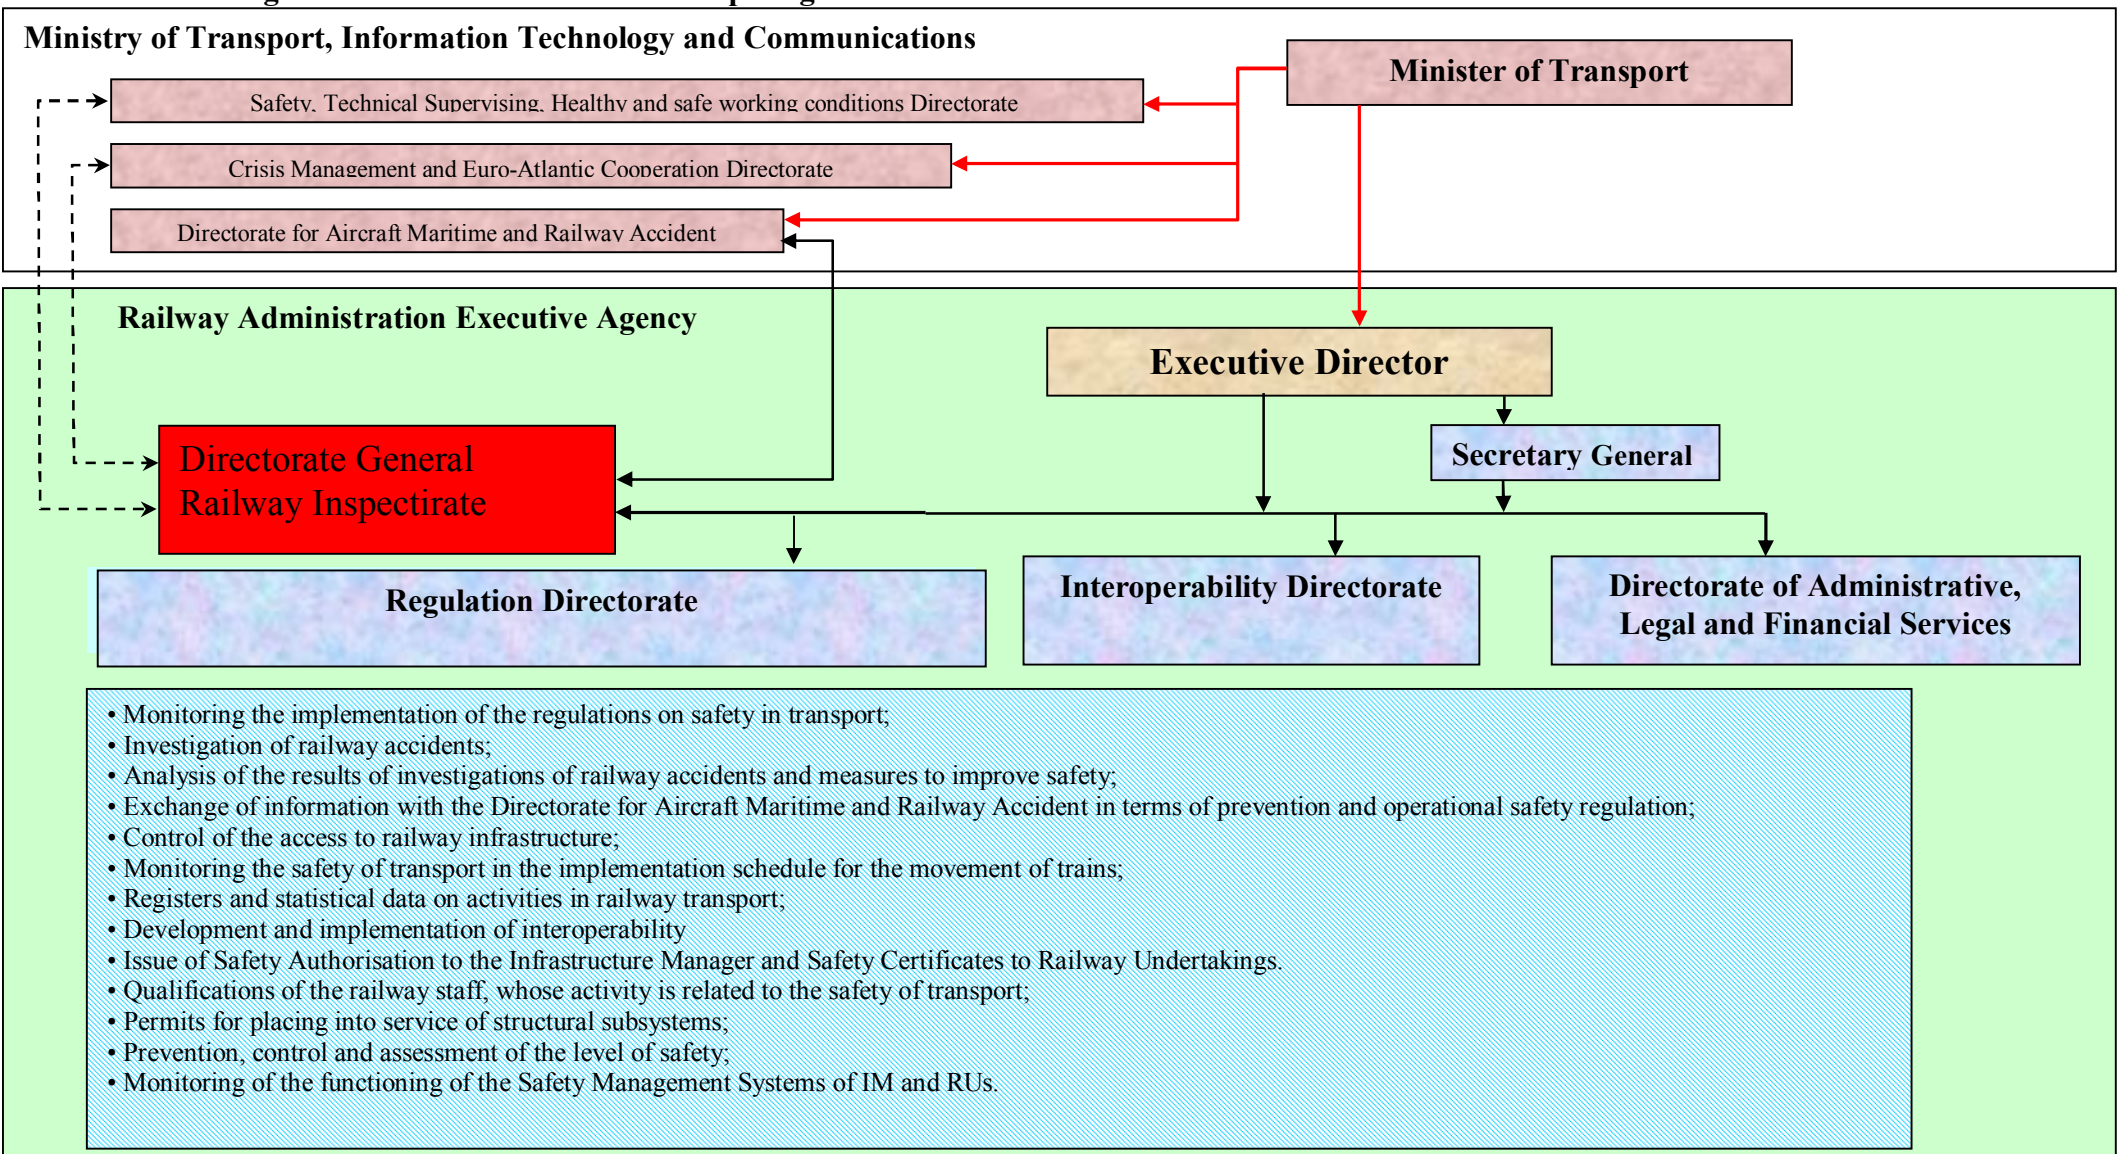 Ministry of Transport, Information Technology and Communications
Minister of Transport
Safety, Technical Supervising, Healthy and safe working conditions Directorate
Crisis Management and Euro-Atlantic Cooperation Directorate
Directorate for Aircraft Maritime and Railway Accident
Railway Administration Executive Agency
Executive Director
Secretary General
Directorate General
Railway Inspectirate
Regulation Directorate
Interoperability Directorate
Directorate of Administrative,
Legal and Financial Services
• Monitoring the implementation of the regulations on safety in transport;
• Investigation of railway accidents;
• Analysis of the results of investigations of railway accidents and measures to improve safety;
• Exchange of information with the Directorate for Aircraft Maritime and Railway Accident in terms of prevention and operational safety regulation;
• Control of the access to railway infrastructure;
• Monitoring the safety of transport in the implementation schedule for the movement of trains;
• Registers and statistical data on activities in railway transport;
• Development and implementation of interoperability
• Issue of Safety Authorisation to the Infrastructure Manager and Safety Certificates to Railway Undertakings.
• Qualifications of the railway staff, whose activity is related to the safety of transport;
• Permits for placing into service of structural subsystems;
• Prevention, control and assessment of the level of safety;
• Monitoring of the functioning of the Safety Management Systems of IM and RUs.